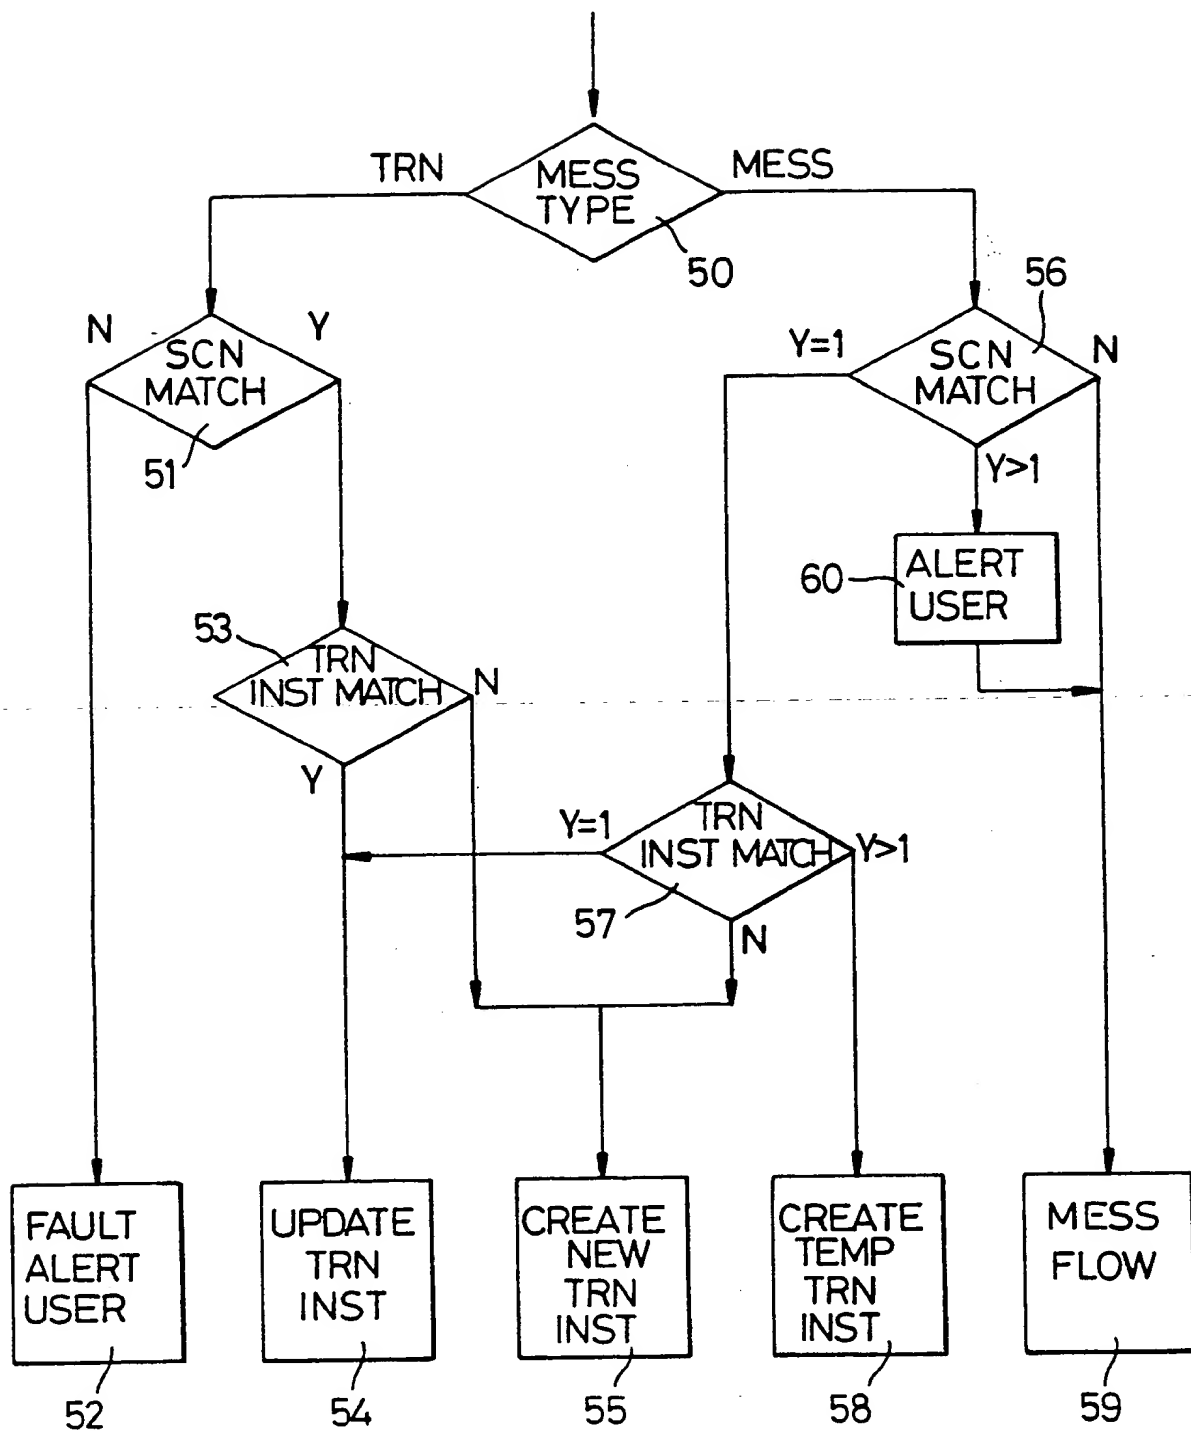 TRN
MESS
TYPE
MESS
50
56
N
SCN
MATCH
Y
51
Y=1
SCN
MATCH
N
Y>1
60
ALERT
USER
53
TRN
INST MATCH
N
Y
Y=1
TRN
INST MATCH
Y>1
57
N
FAULT
ALERT
USER
UPDATE
TRN
INST
CREATE
NEW
TRN
INST
CREATE
TEMP
TRN
INST
MESS
FLOW
52
54
55
58
59